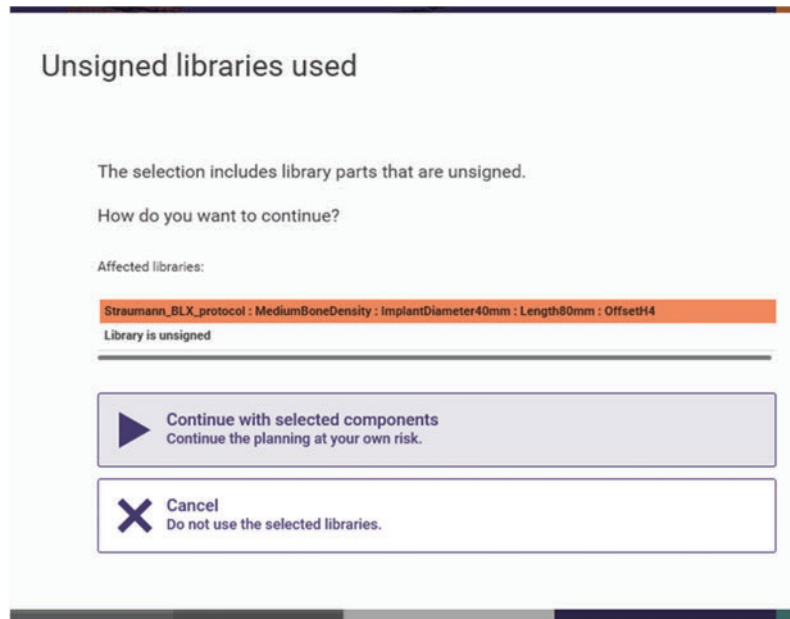 Unsigned libraries used
The selection includes library parts that are unsigned.
How do you want to continue?
Affected libraries:
Straumann_BLX_protocol : MediumBoneDensity : ImplantDiameter40mm : Length80mm : OffsetH4
Library is unsigned
Continue with selected components
Continue the planning at your own risk.
Cancel
Do not use the selected libraries.